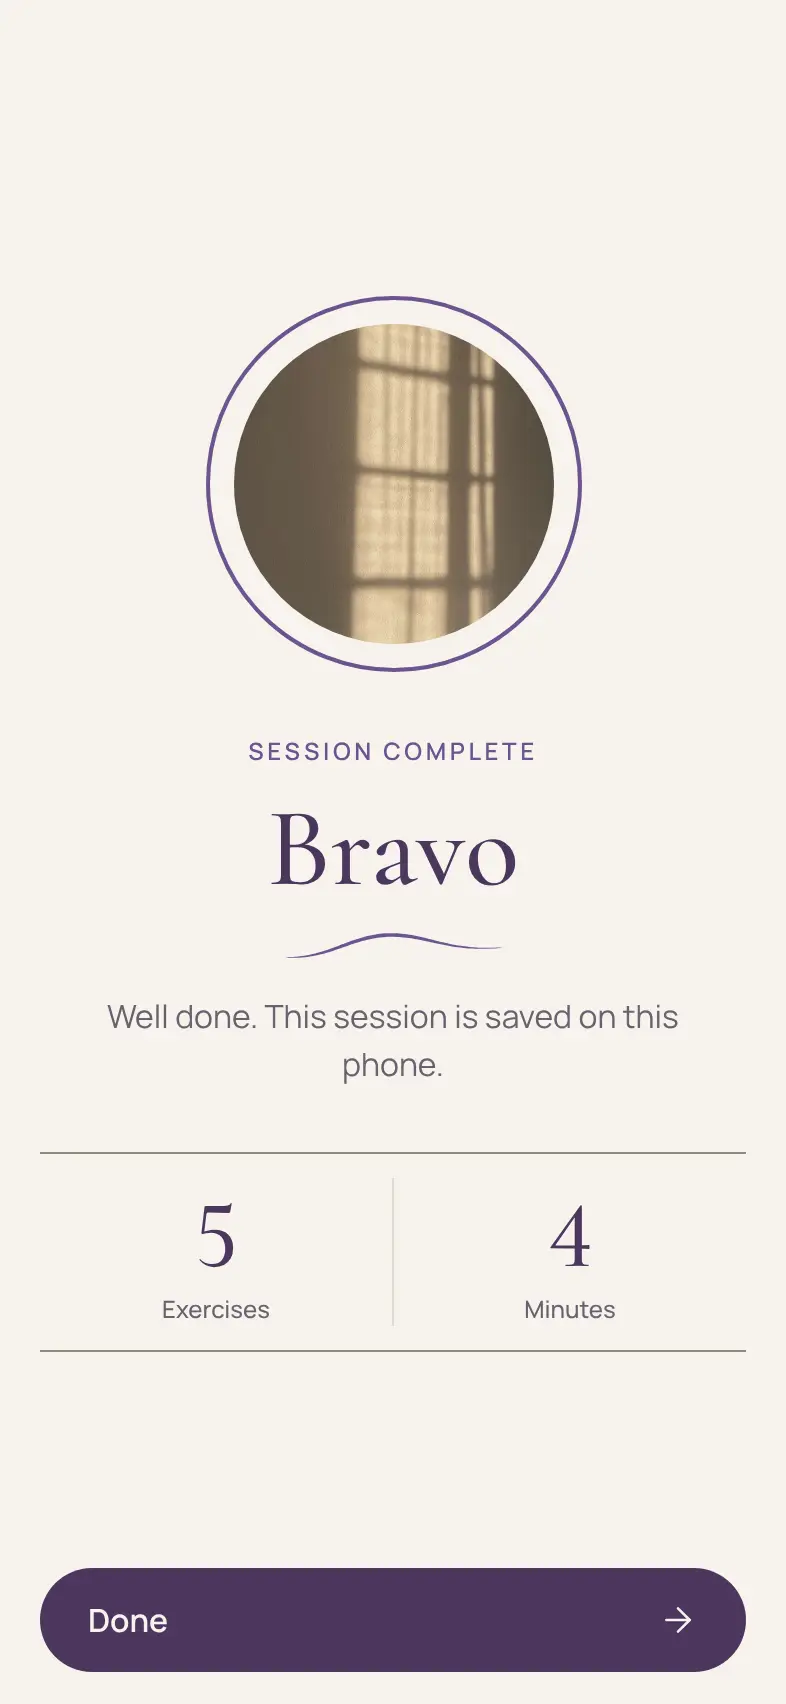 SESSION COMPLETE
Bravo
Well done. This session is saved on this
phone.
5
Exercises
4
Minutes
Done